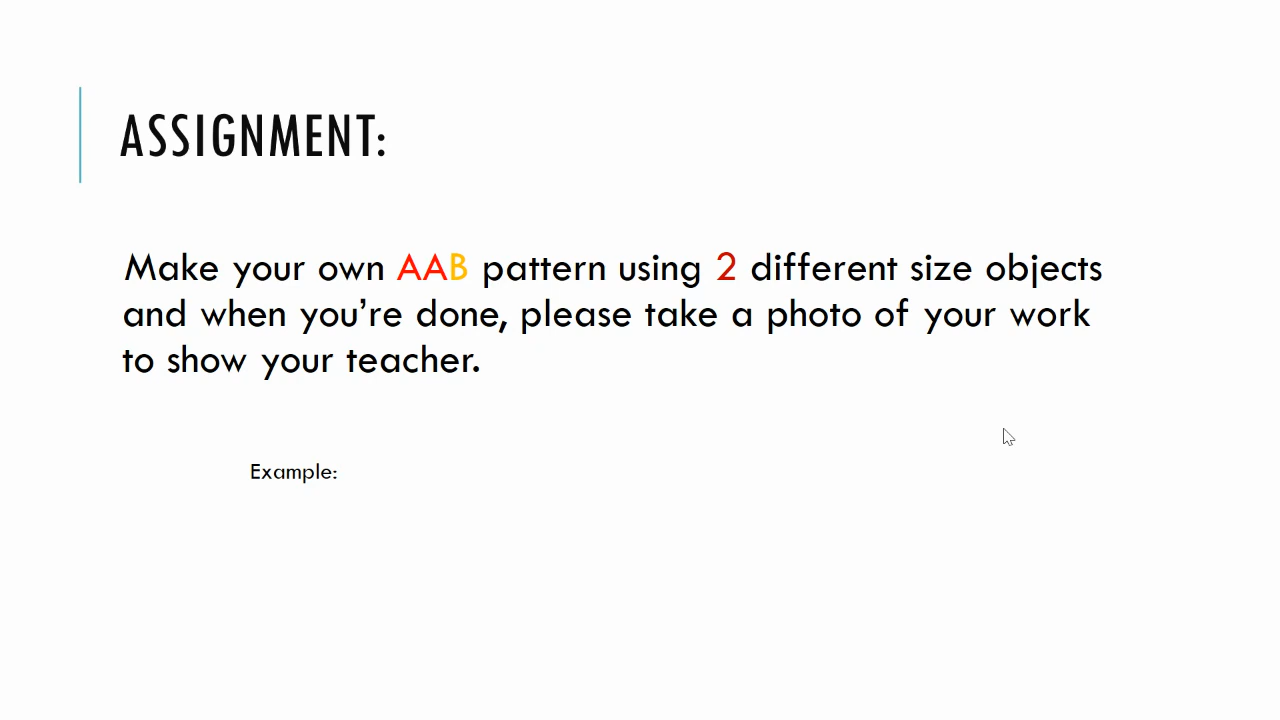 ASSIGNMENT:
Make your own AAB pattern using 2 different size objects
and when you’re done, please take a photo of your work
to show your teacher.
Example: